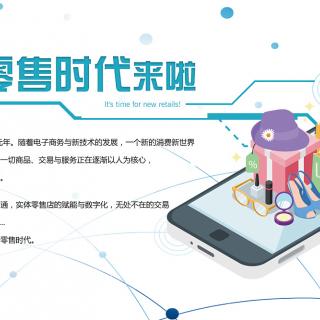 零售时代来啦
It's time for new retails!
元年。随着电子商务与新技术的发展，一个新的消费新世界
一切商品、交易与服务正在逐渐以人为核心，
。
通，实体零售店的赋能与数字化，无处不在的交易
...
零售时代。